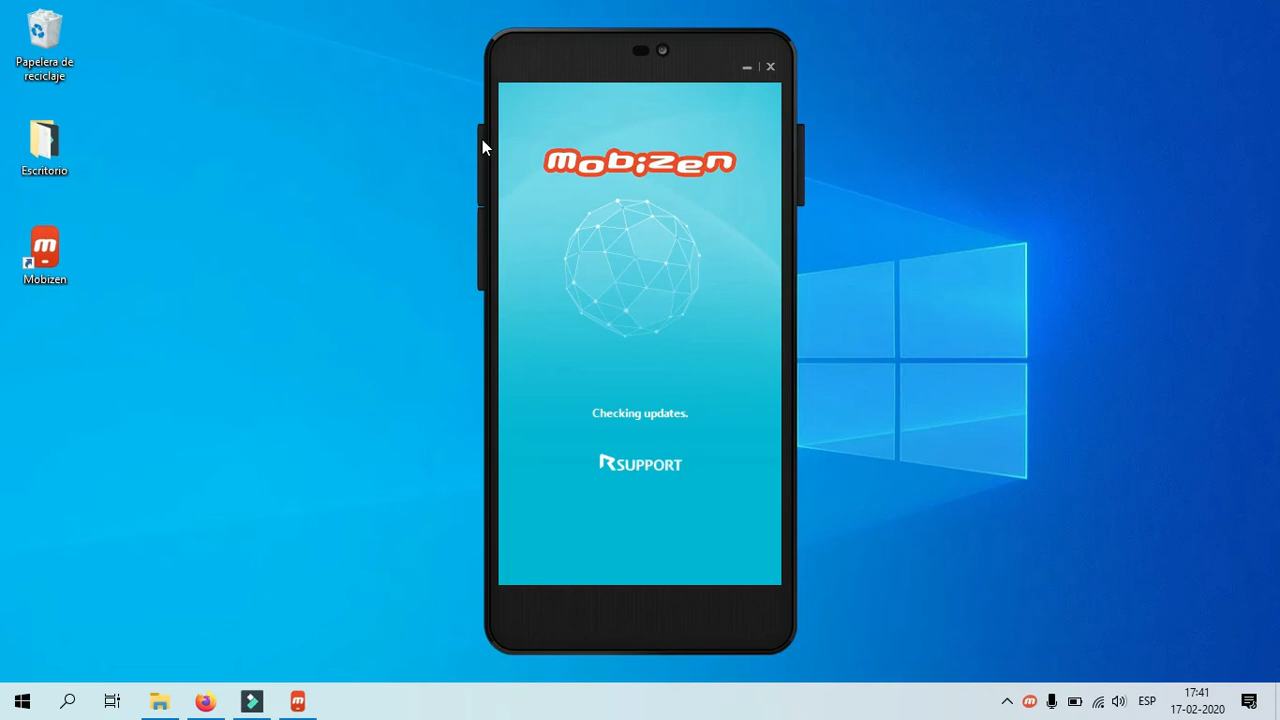 Papelera de
reciclaje
Escritorio
m
Mobizen
mobizen
Checking updates.
RSUPPORT
ESP
17:41
17-02-2020